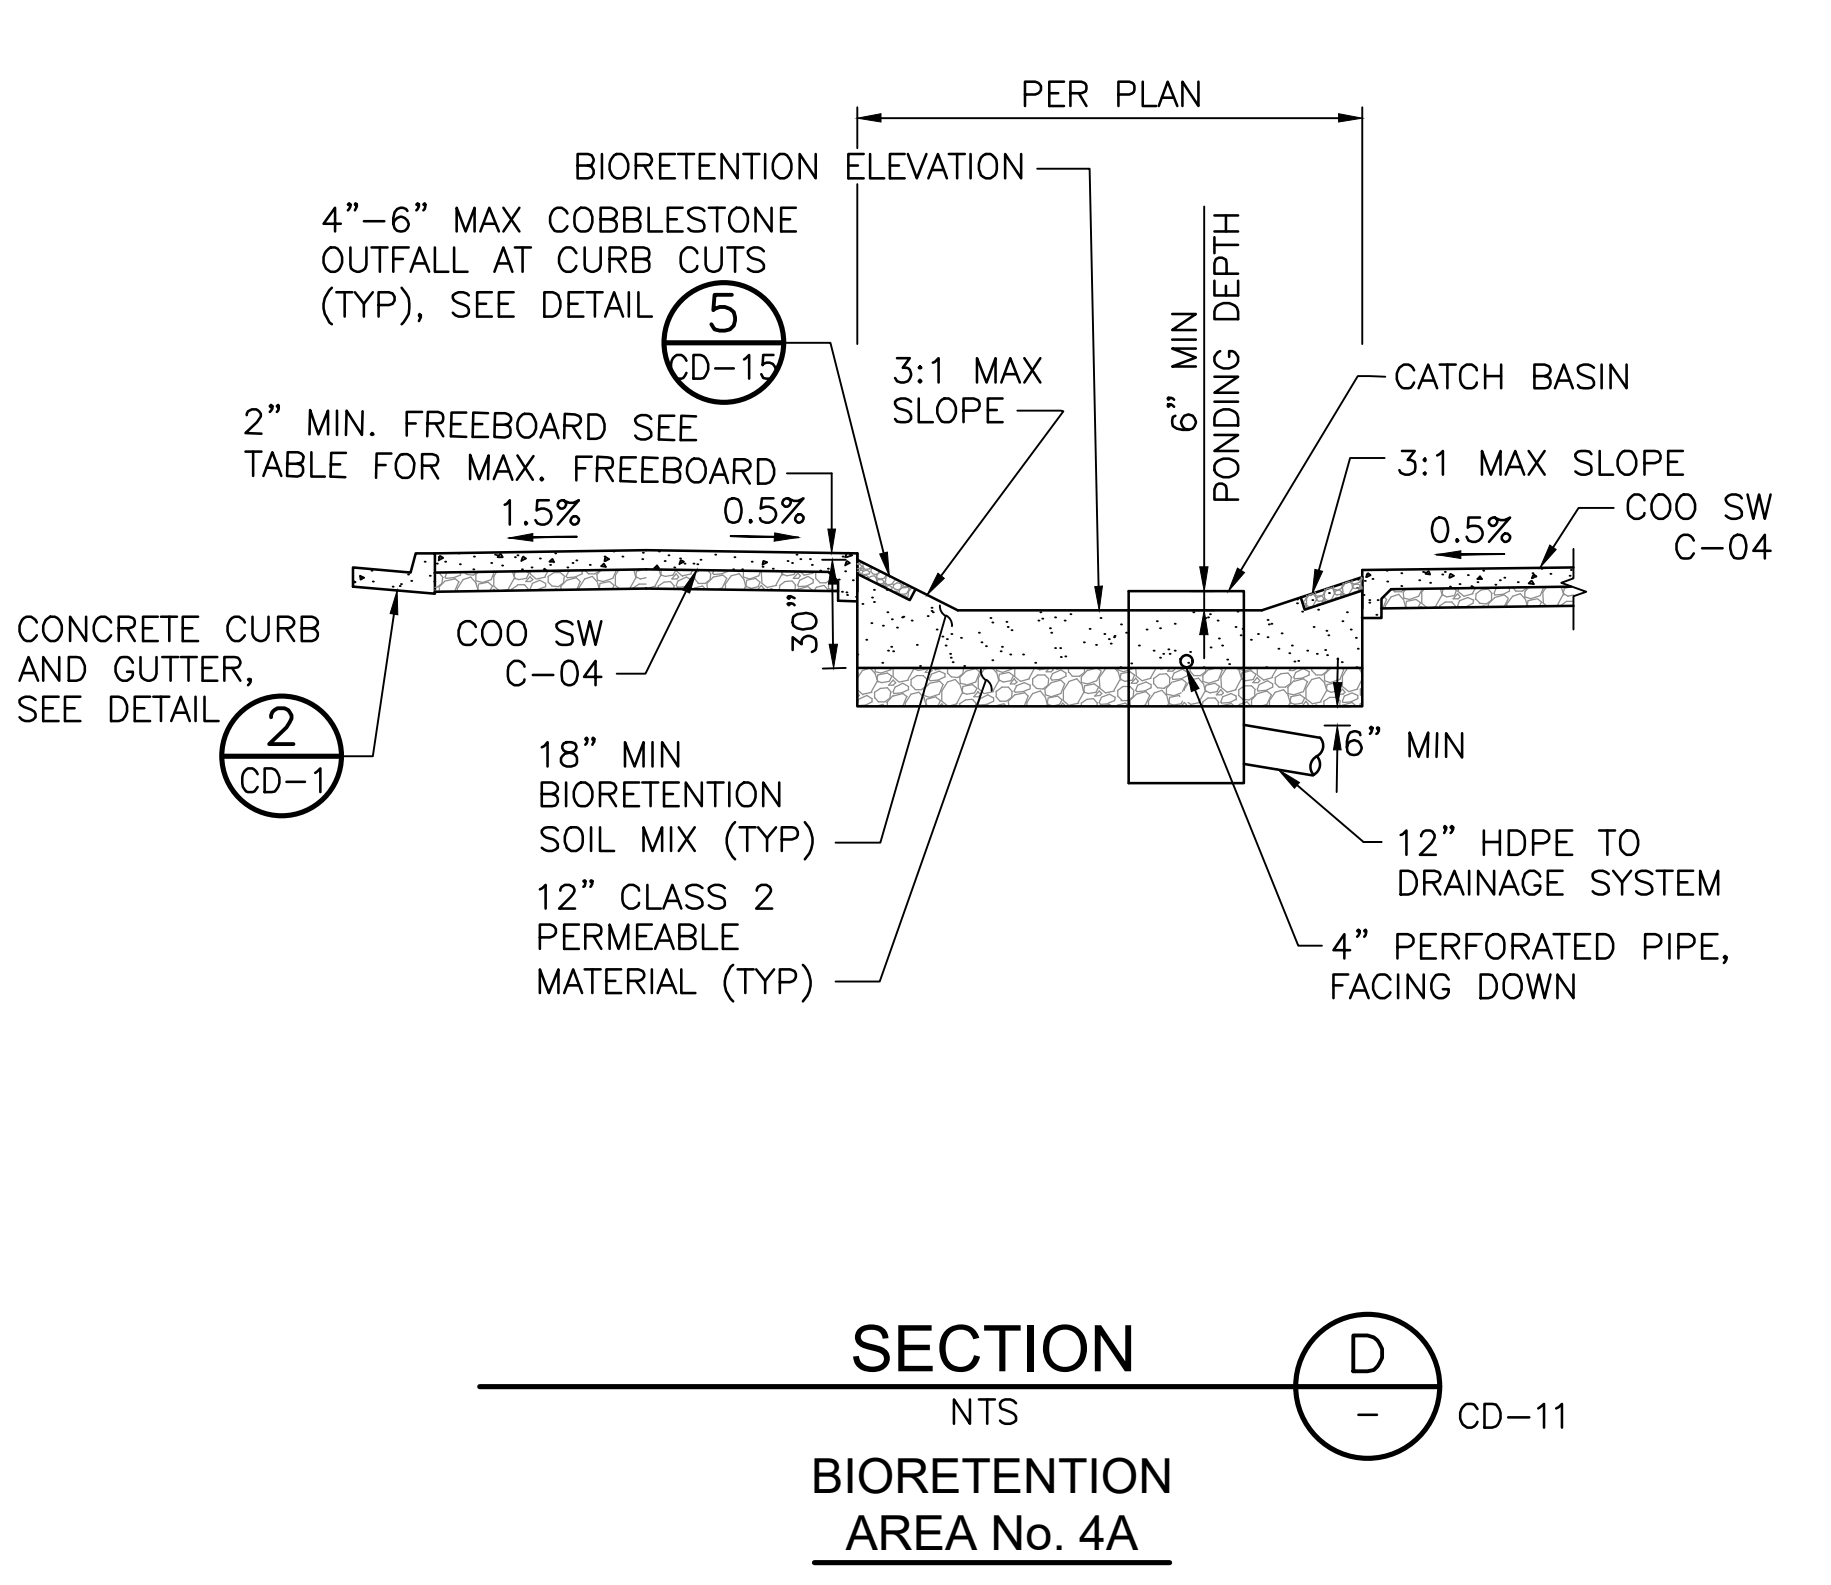 PER PLAN
BIORETENTION ELEVATION
4"–6" MAX COBBLESTONE
OUTFALL AT CURB CUTS
(TYP), SEE DETAIL
5
CD–15
3:1 MAX
SLOPE
6" MIN
PONDING DEPTH
CATCH BASIN
2" MIN. FREEBOARD SEE
TABLE FOR MAX. FREEBOARD
3:1 MAX SLOPE
1.5%
0.5%
0.5%
COO SW
C–04
30"
CONCRETE CURB
AND GUTTER,
SEE DETAIL
2
CD–1
COO SW
C–04
18" MIN
BIORETENTION
SOIL MIX (TYP)
12" CLASS 2
PERMEABLE
MATERIAL (TYP)
6" MIN
12" HDPE TO
DRAINAGE SYSTEM
4" PERFORATED PIPE,
FACING DOWN
SECTION
D
–
NTS
CD–11
BIORETENTION
AREA No. 4A